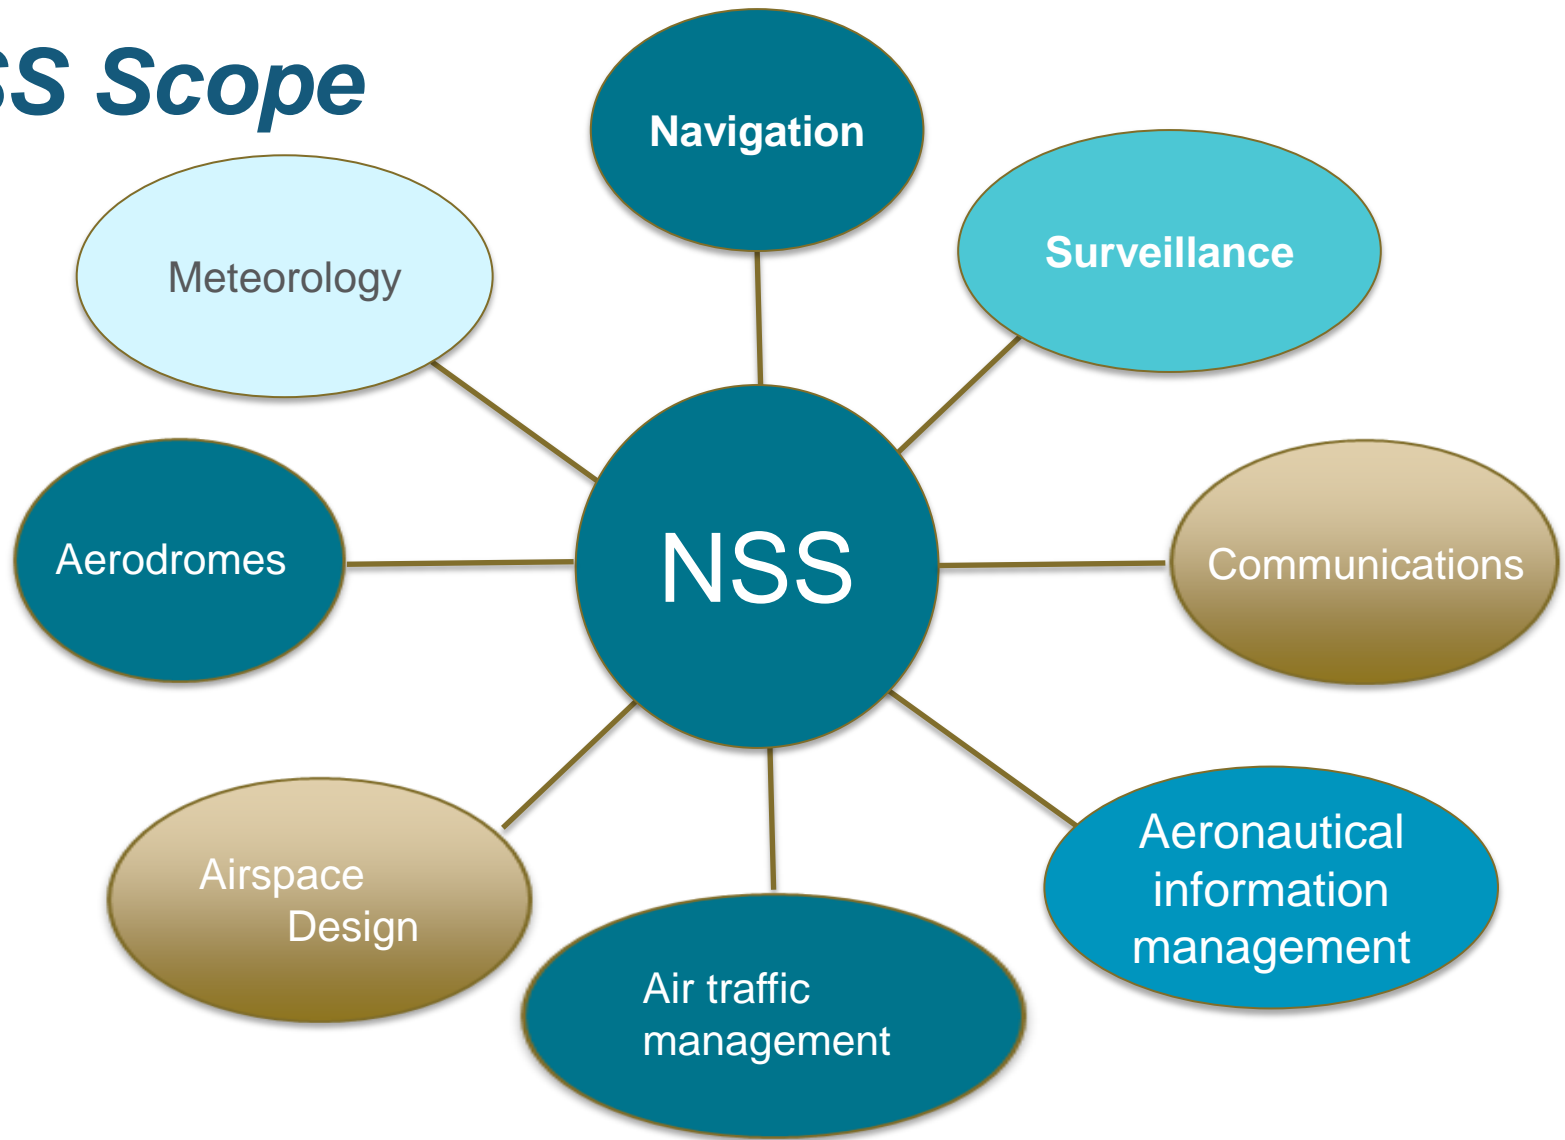 SS Scope
Navigation
Surveillance
Meteorology
NSS
Aerodromes
Communications
Airspace
Design
Aeronautical
information
management
Air traffic
management